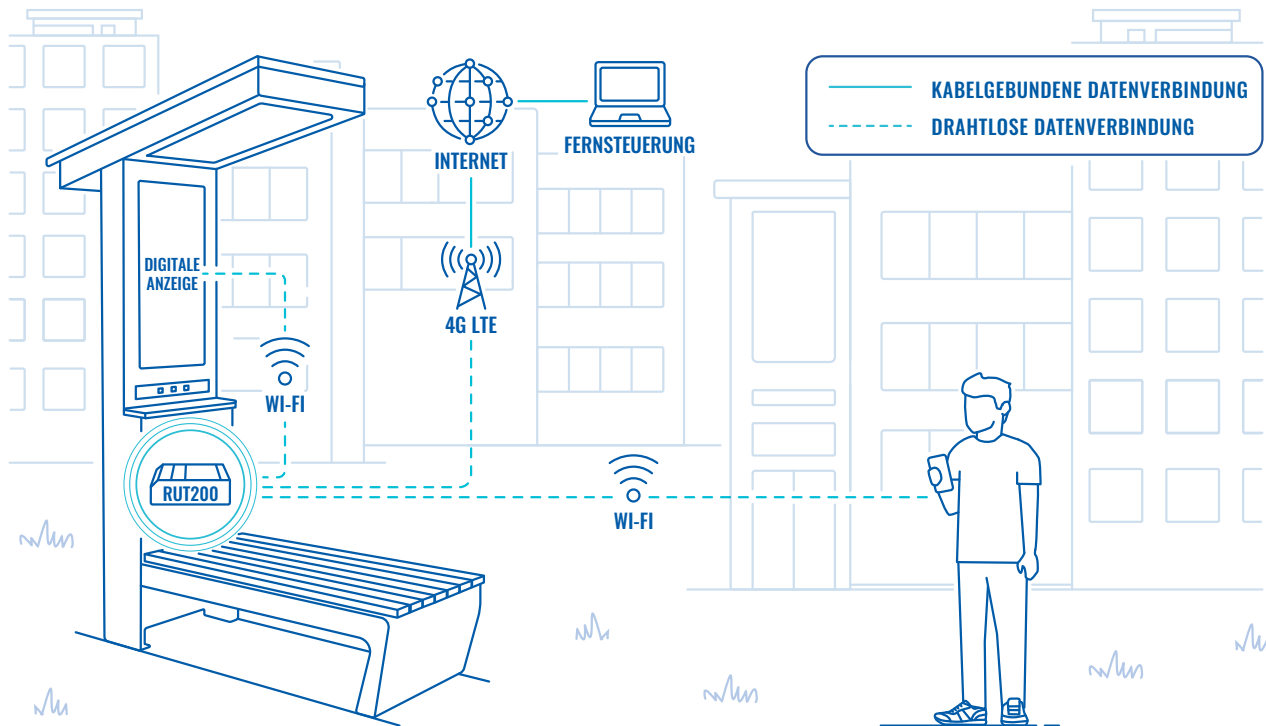 KABELGEBUNDENE DATENVERBINDUNG
DRAHTLOSE DATENVERBINDUNG
INTERNET
FERNSTEUERUNG
DIGITALE
ANZEIGE
4G LTE
WI-FI
RUT200
WI-FI